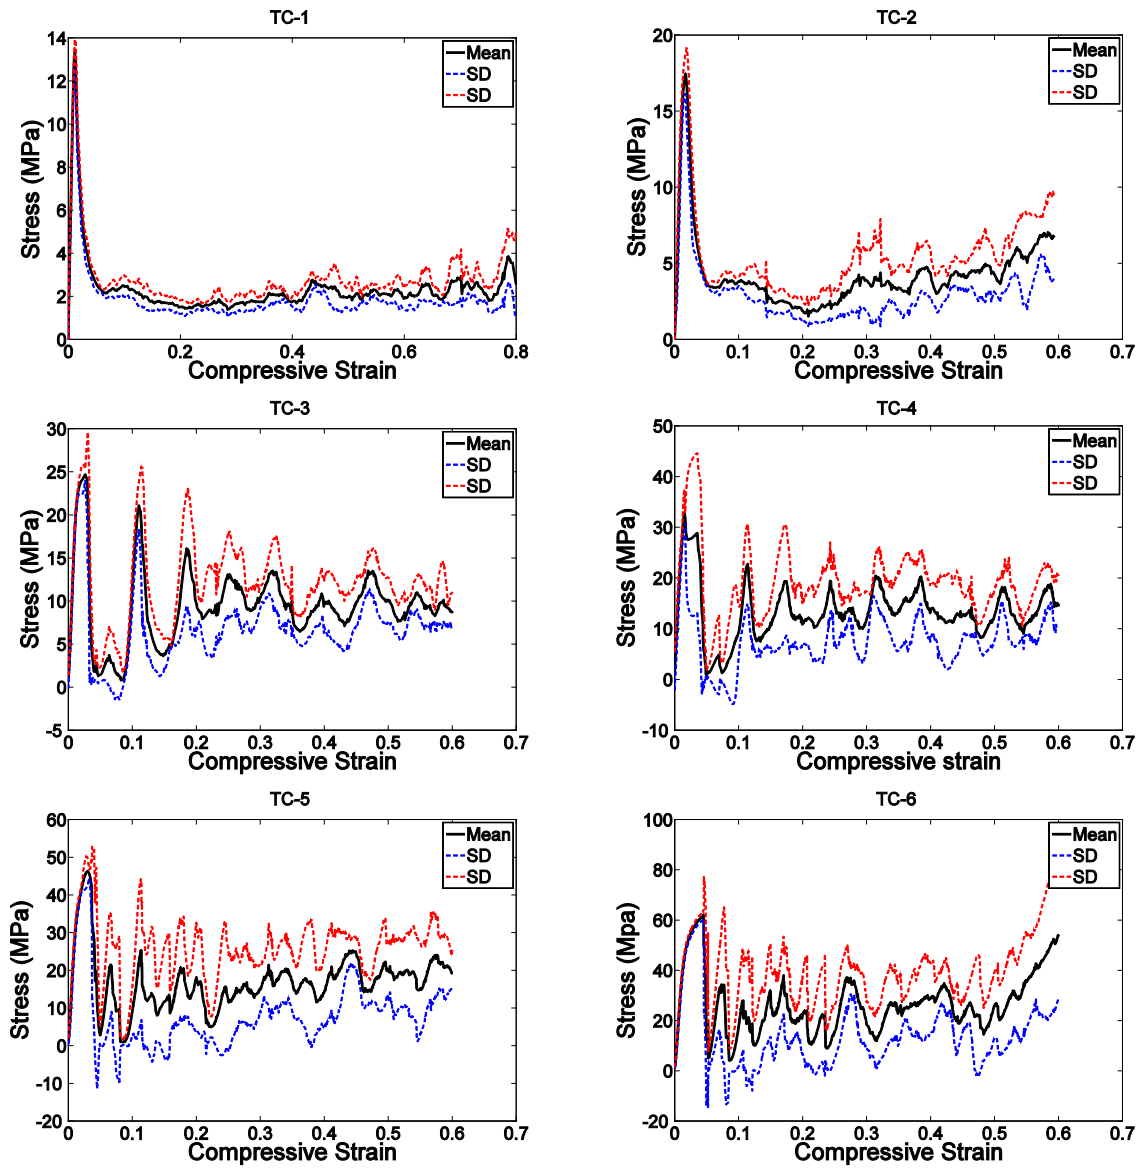 TC-1
14
12
10
8
6
4
2
0
Stress (MPa)
Mean
SD
SD
0 0.2 0.4 0.6 0.8
Compressive Strain
TC-2
20
15
10
5
0
Stress (MPa)
Mean
SD
SD
0 0.1 0.2 0.3 0.4 0.5 0.6 0.7
Compressive Strain
TC-3
30
25
20
15
10
5
0
-5
Stress (MPa)
Mean
SD
SD
0 0.1 0.2 0.3 0.4 0.5 0.6 0.7
Compressive Strain
TC-4
50
40
30
20
10
0
-10
Stress (MPa)
Mean
SD
SD
0 0.1 0.2 0.3 0.4 0.5 0.6 0.7
Compressive strain
TC-5
60
50
40
30
20
10
0
-10
-20
Stress (MPa)
Mean
SD
SD
0 0.1 0.2 0.3 0.4 0.5 0.6 0.7
Compressive Strain
TC-6
100
80
60
40
20
0
-20
Stress (Mpa)
Mean
SD
SD
0 0.1 0.2 0.3 0.4 0.5 0.6 0.7
Compressive Strain